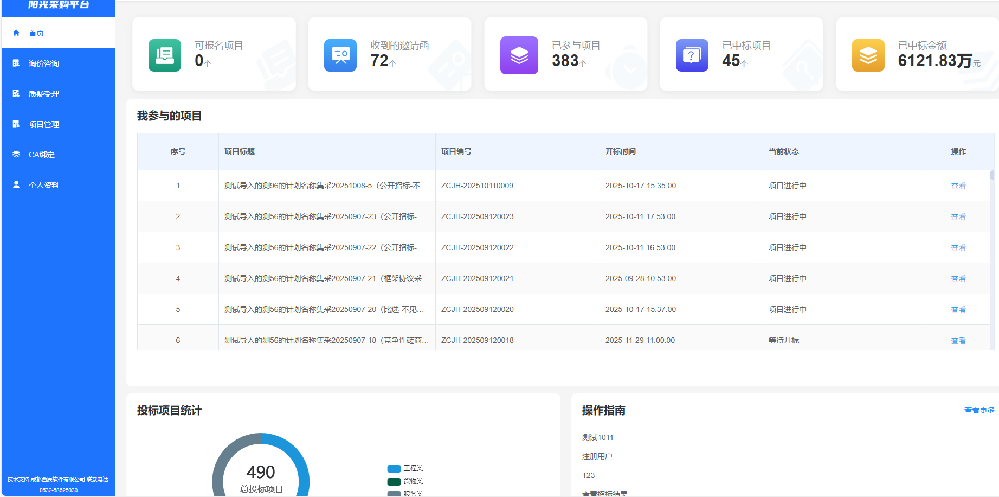 阳光采购平台
首页
询价咨询
质疑受理
项目管理
CA绑定
个人资料
技术支持:成都西辰软件有限公司 联系电话:
0532-58625030
可报名项目
0个
收到的邀请函
72个
已参与项目
383个
已中标项目
45个
已中标金额
6121.83万元
我参与的项目
序号 项目标题 项目编号 开标时间 当前状态 操作
1 测试导入的测96的计划名称集采20251008-5（公开招标-不... ZCJH-202510110009 2025-10-17 15:35:00 项目进行中 查看
2 测试导入的测56的计划名称集采20250907-23（公开招标-... ZCJH-202509120023 2025-10-11 17:53:00 项目进行中 查看
3 测试导入的测56的计划名称集采20250907-22（公开招标-... ZCJH-202509120022 2025-10-11 16:53:00 项目进行中 查看
4 测试导入的测56的计划名称集采20250907-21（框架协议采... ZCJH-202509120021 2025-09-28 10:53:00 项目进行中 查看
5 测试导入的测56的计划名称集采20250907-20（比选-不见... ZCJH-202509120020 2025-10-17 15:37:00 项目进行中 查看
6 测试导入的测56的计划名称集采20250907-18（竞争性磋商... ZCJH-202509120018 2025-11-29 11:00:00 等待开标 查看
投标项目统计
490
总投标项目
工程类
货物类
服务类
操作指南
查看更多
测试1011
注册用户
123
查看招标结果